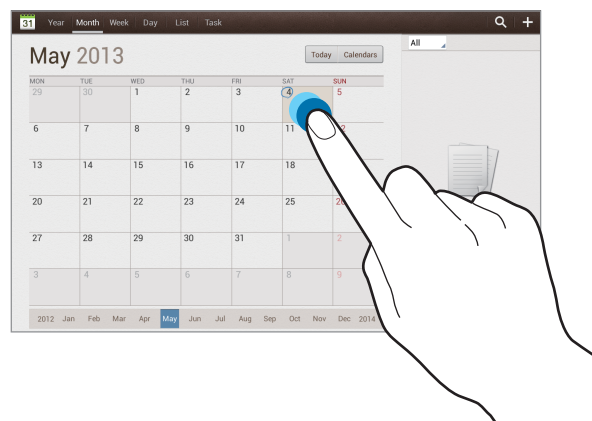 31 Year Month Week Day List Task
All
May 2013
Today Calendars
MON TUE WED THU FRI SAT SUN
29 30 1 2 3 4 5
6 7 8 9 10 11
13 14 15 16 17 18
20 21 22 23 24 25
27 28 29 30 31 1 2
3 4 5 6 7 8 9
2012 Jan Feb Mar Apr May Jun Jul Aug Sep Oct Nov Dec 2014